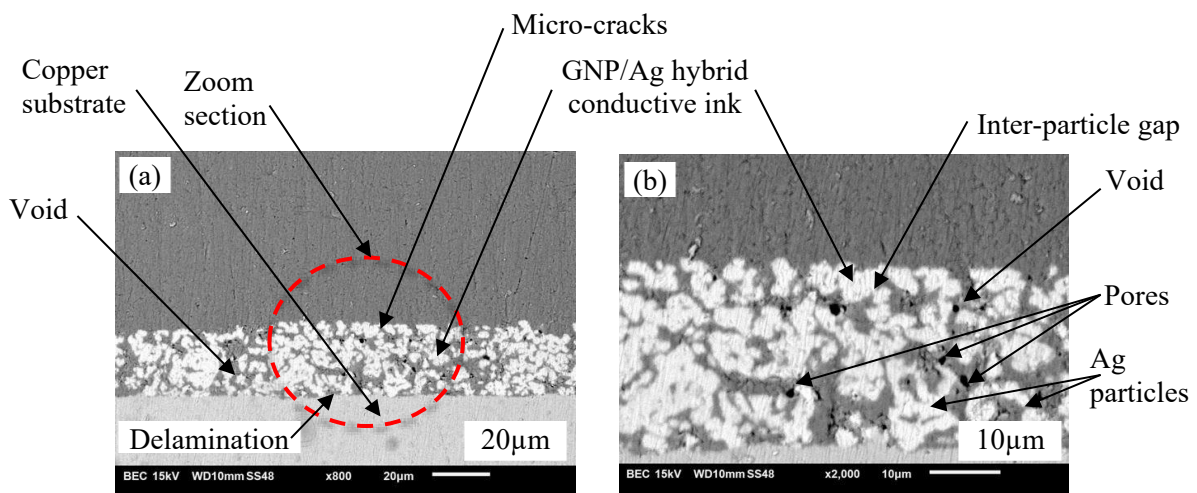 Micro-cracks
Copper
substrate
Zoom
section
GNP/Ag hybrid
conductive ink
Inter-particle gap
(a)
(b)
Void
Void
Pores
Ag
particles
Delamination
20µm
10µm
BEC 15kV WD10mm SS48 x800 20µm
BEC 15kV WD10mm SS48 x2,000 10µm